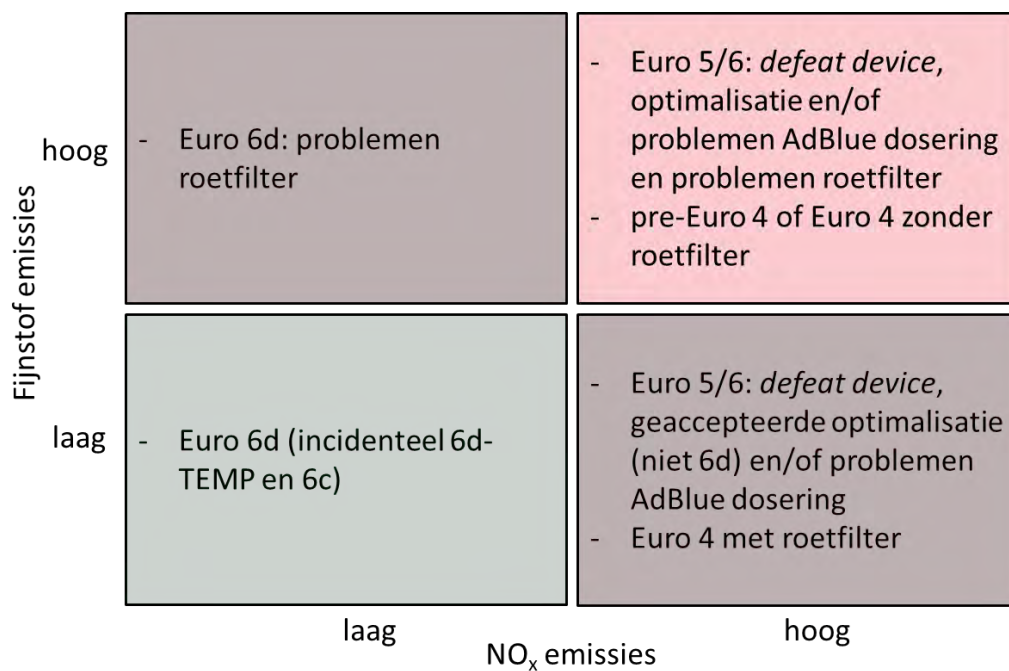 Fijnstof emissies
hoog
- Euro 6d: problemen
roetfilter
- Euro 5/6: defeat device,
optimalisatie en/of
problemen AdBlue dosering
en problemen roetfilter
- pre-Euro 4 of Euro 4 zonder
roetfilter
laag
- Euro 6d (incidenteel 6d-
TEMP en 6c)
- Euro 5/6: defeat device,
geaccepteerde optimalisatie
(niet 6d) en/of problemen
AdBlue dosering
- Euro 4 met roetfilter
laag
hoog
NOx emissies